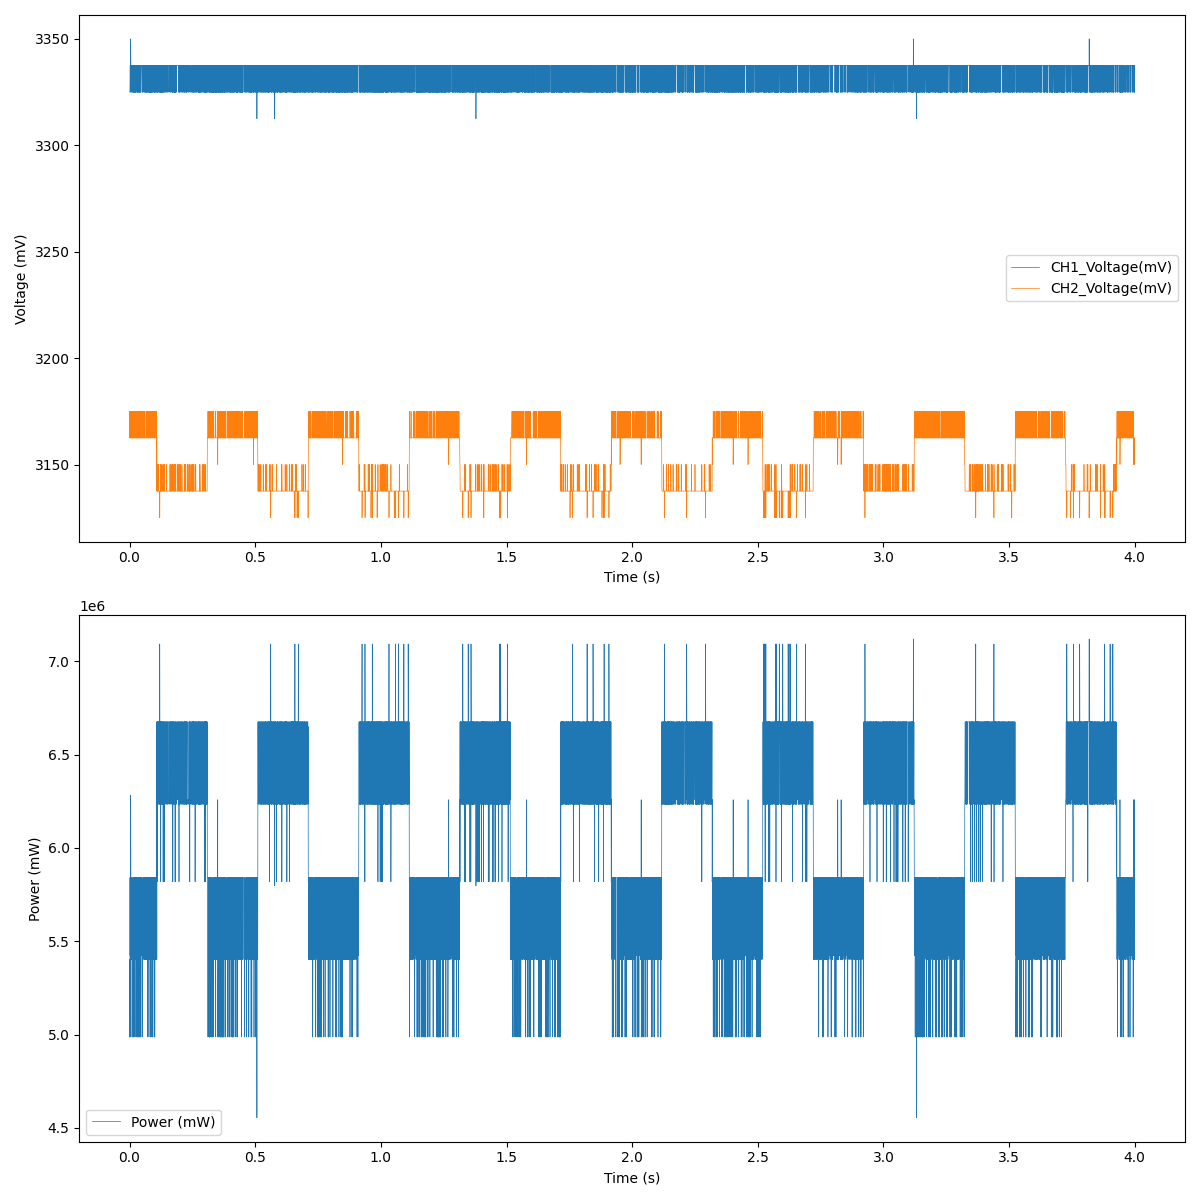 3350
3300
3250
3200
3150
Voltage (mV)
CH1_Voltage(mV)
CH2_Voltage(mV)
0.0 0.5 1.0 1.5 2.0 2.5 3.0 3.5 4.0
Time (s)
1e6
7.0
6.5
6.0
5.5
5.0
4.5
Power (mW)
Power (mW)
0.0 0.5 1.0 1.5 2.0 2.5 3.0 3.5 4.0
Time (s)